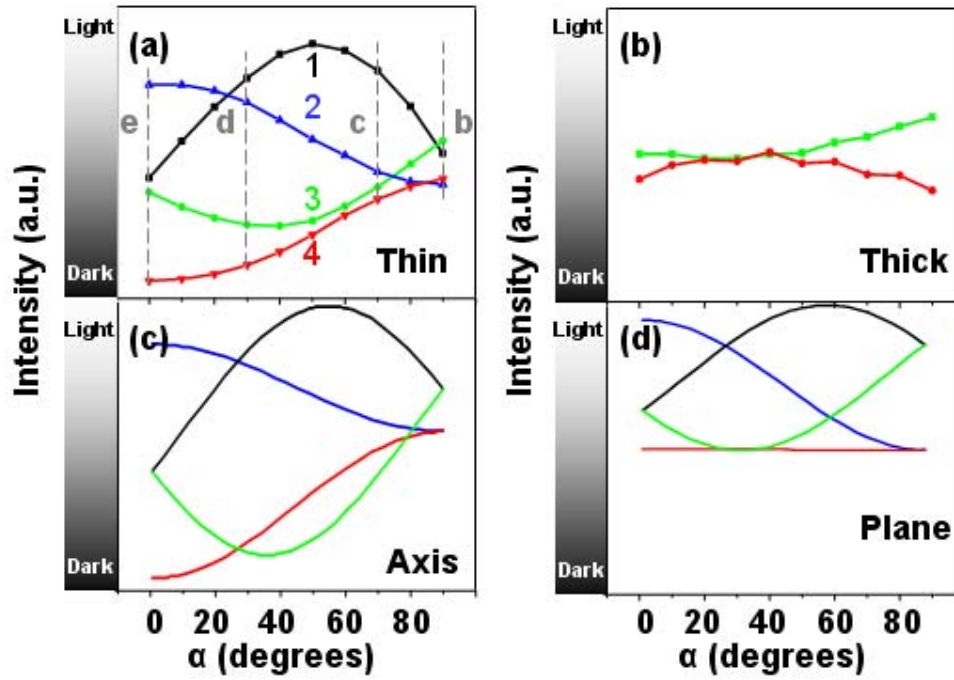 Light
(a)
1
2
e
d
c
b
3
4
Thin
Dark
Intensity (a.u.)
Light
(b)
Thick
Dark
Intensity (a.u.)
Light
(c)
Axis
Dark
0 20 40 60 80
α (degrees)
Light
(d)
Plane
Dark
0 20 40 60 80
α (degrees)